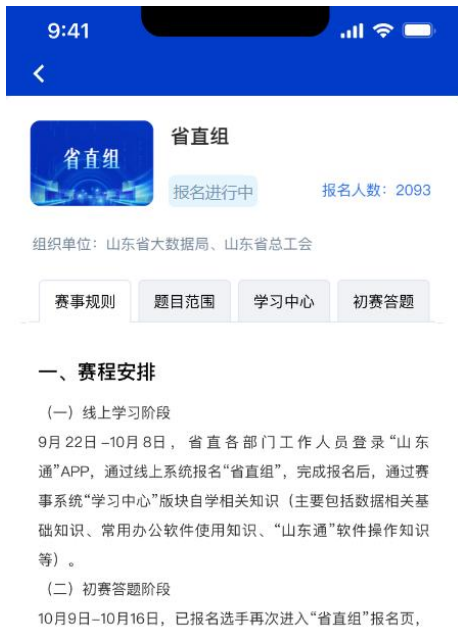 9:41
省直组
省直组
报名进行中
报名人数：2093
组织单位：山东省大数据局、山东省总工会
赛事规则 题目范围 学习中心 初赛答题
一、赛程安排
（一）线上学习阶段
9月22日-10月8日，省直各部门工作人员登录“山东
通”APP，通过线上系统报名“省直组”，完成报名后，通过赛
事系统“学习中心”版块自学相关知识（主要包括数据相关基
础知识、常用办公软件使用知识、“山东通”软件操作知识
等）。
（二）初赛答题阶段
10月9日-10月16日，已报名选手再次进入“省直组”报名页，